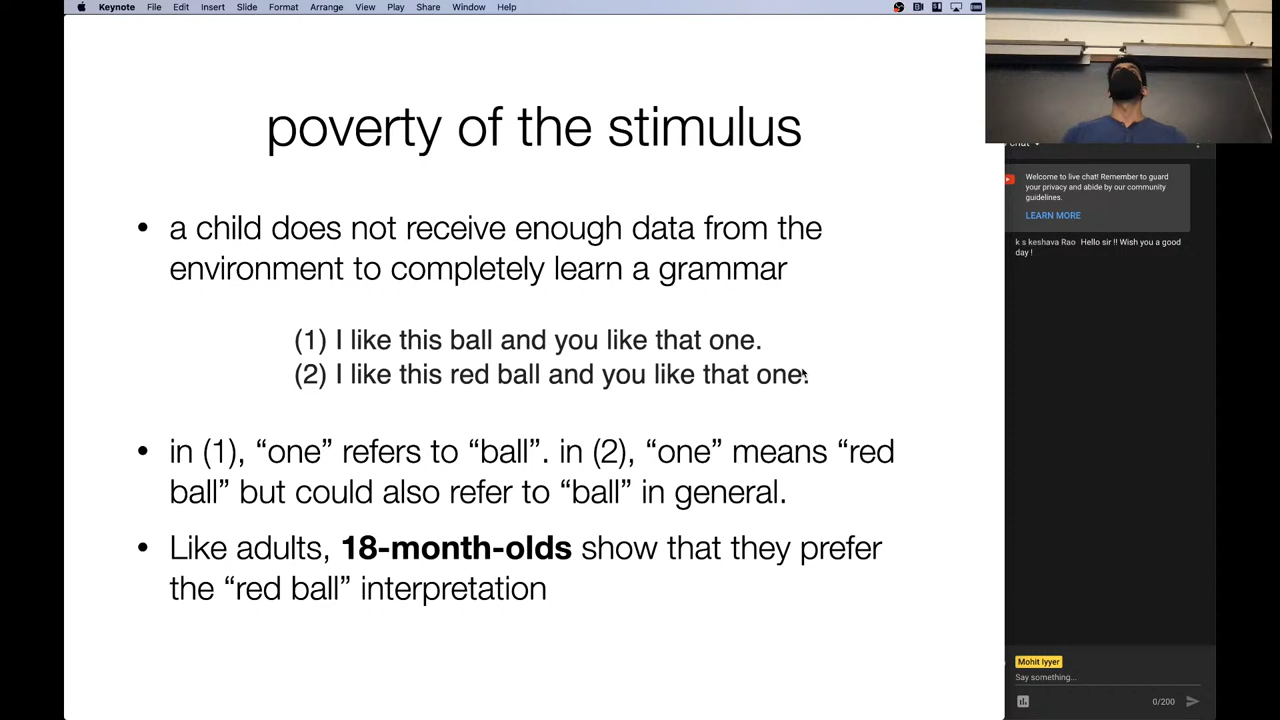 Keynote File Edit Insert Slide Format Arrange View Play Share Window Help
poverty of the stimulus
• a child does not receive enough data from the
environment to completely learn a grammar
(1) I like this ball and you like that one.
(2) I like this red ball and you like that one.
• in (1), “one” refers to “ball”. in (2), “one” means “red
ball” but could also refer to “ball” in general.
• Like adults, 18-month-olds show that they prefer
the “red ball” interpretation
Welcome to live chat! Remember to guard
your privacy and abide by our community
guidelines.
LEARN MORE
k s keshava Rao Hello sir !! Wish you a good
day !
Mohit Iyyer
Say something...
0/200